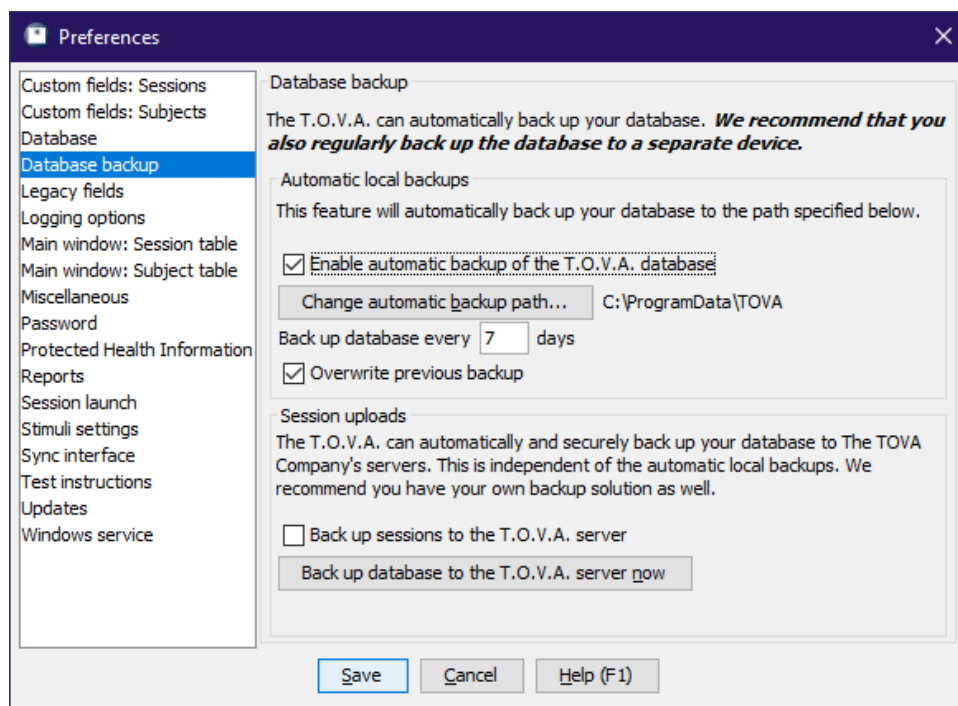 Preferences
Custom fields: Sessions
Custom fields: Subjects
Database
Database backup
Legacy fields
Logging options
Main window: Session table
Main window: Subject table
Miscellaneous
Password
Protected Health Information
Reports
Session launch
Stimuli settings
Sync interface
Test instructions
Updates
Windows service
Database backup
The T.O.V.A. can automatically back up your database. We recommend that you
also regularly back up the database to a separate device.
Automatic local backups
This feature will automatically back up your database to the path specified below.
Enable automatic backup of the T.O.V.A. database
Change automatic backup path... C:\ProgramData\TOVA
Back up database every 7 days
Overwrite previous backup
Session uploads
The T.O.V.A. can automatically and securely back up your database to The TOVA
Company's servers. This is independent of the automatic local backups. We
recommend you have your own backup solution as well.
Back up sessions to the T.O.V.A. server
Back up database to the T.O.V.A. server now
Save Cancel Help (F1)